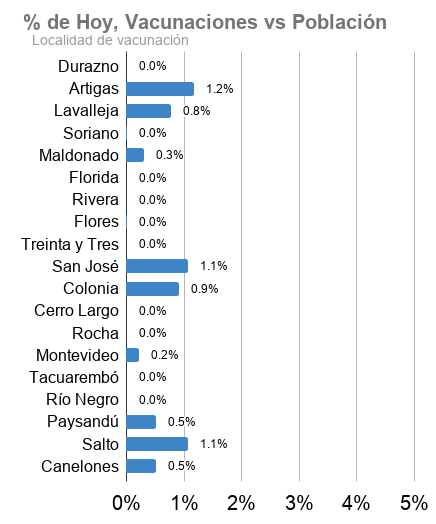 % de Hoy, Vacunaciones vs Población
Localidad de vacunación
Durazno 0.0%
Artigas 1.2%
Lavalleja 0.8%
Soriano 0.0%
Maldonado 0.3%
Florida 0.0%
Rivera 0.0%
Flores 0.0%
Treinta y Tres 0.0%
San José 1.1%
Colonia 0.9%
Cerro Largo 0.0%
Rocha 0.0%
Montevideo 0.2%
Tacuarembó 0.0%
Río Negro 0.0%
Paysandú 0.5%
Salto 1.1%
Canelones 0.5%
0% 1% 2% 3% 4% 5%